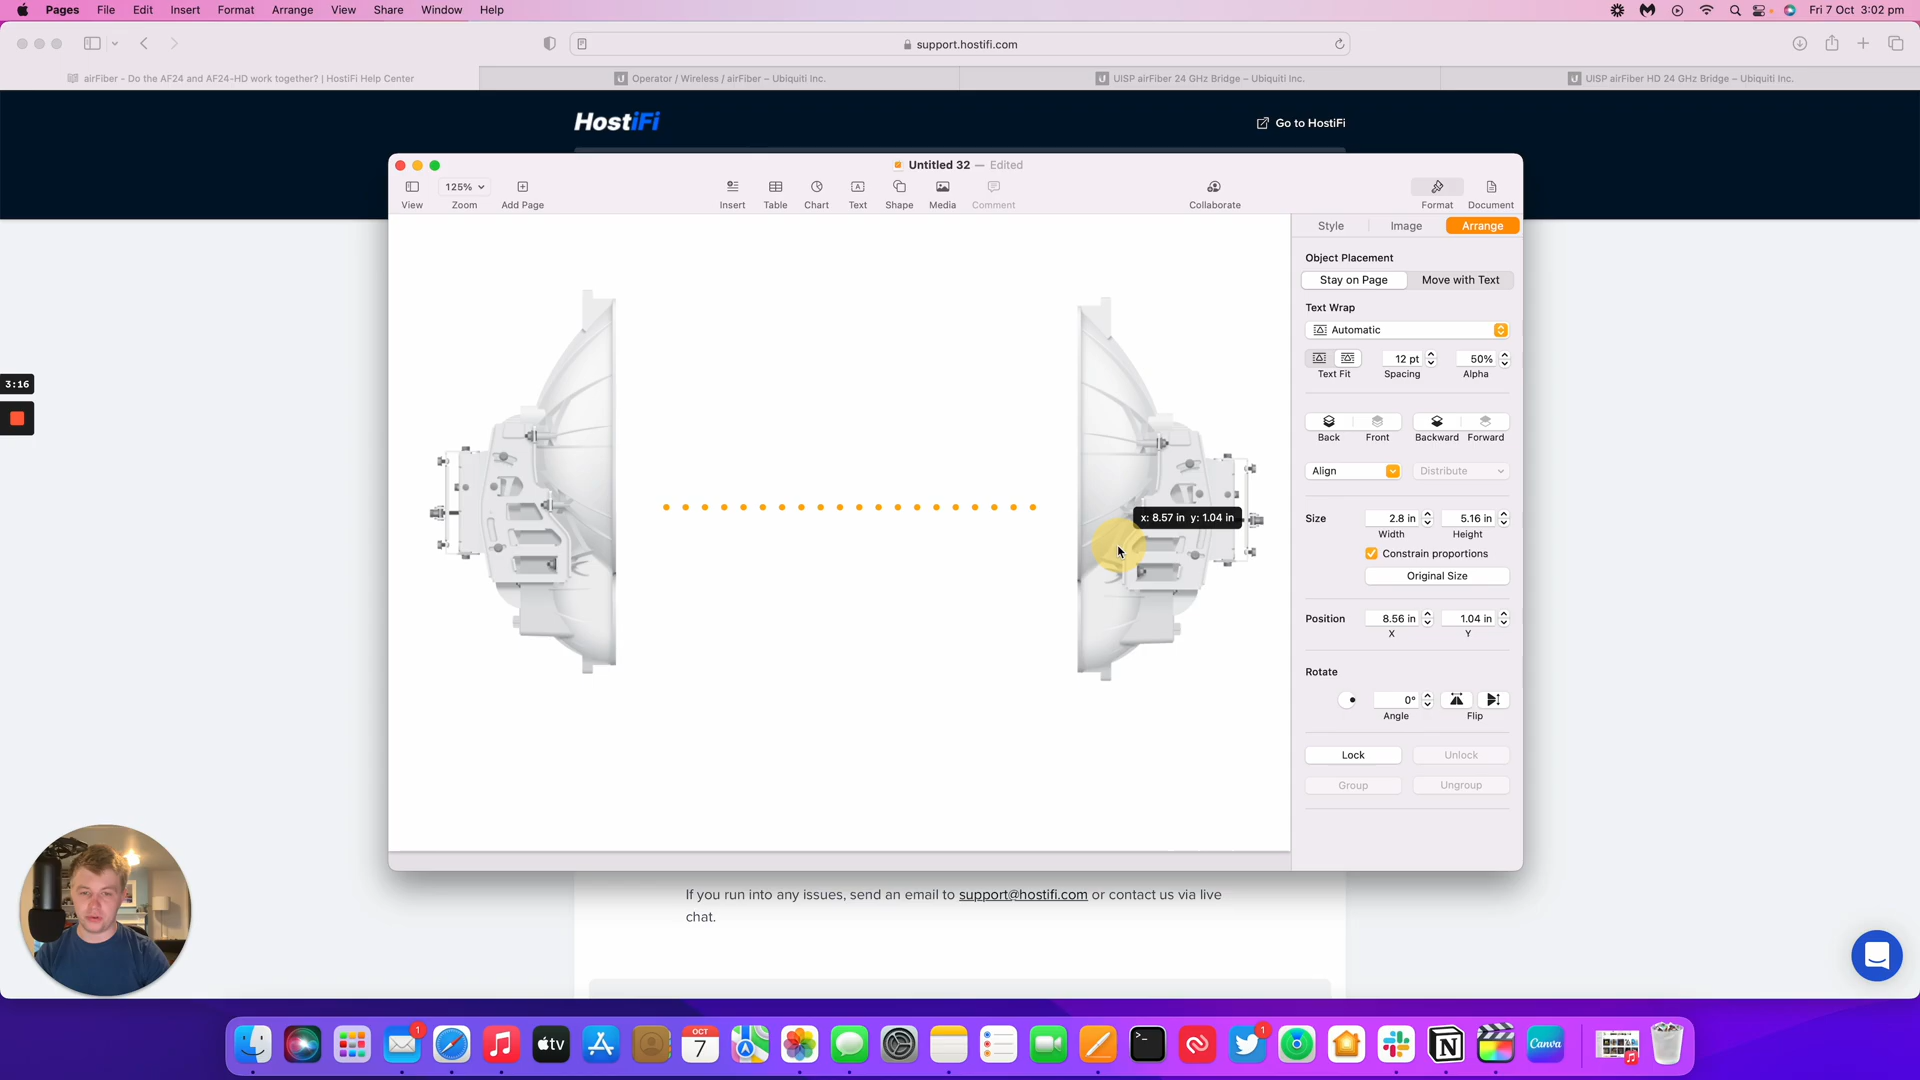 Pages File Edit Insert Format Arrange View Share Window Help
Fri 7 Oct 3:02 pm
support.hostifi.com
airFiber - Do the AF24 and AF24-HD work together? | HostiFi Help Center
Operator / Wireless / airFiber – Ubiquiti Inc.
UISP airFiber 24 GHz Bridge – Ubiquiti Inc.
UISP airFiber HD 24 GHz Bridge – Ubiquiti Inc.
HostiFi
Go to HostiFi
Untitled 32 — Edited
125%
View Zoom Add Page Insert Table Chart Text Shape Media Comment Collaborate Format Document
Style Image Arrange
Object Placement
Stay on Page Move with Text
Text Wrap
Automatic
12 pt 50%
Text Fit Spacing Alpha
3:16
Back Front Backward Forward
Align Distribute
x: 8.57 in y: 1.04 in
Size 2.8 in 5.16 in
Width Height
Constrain proportions
Original Size
Position 8.56 in 1.04 in
X Y
Rotate
0°
Angle Flip
Lock Unlock
Group Ungroup
If you run into any issues, send an email to support@hostifi.com or contact us via live
chat.
1
tv
OCT
7
1
N
Canva